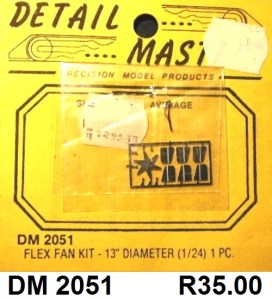 DETAIL
MAST
RECISION MODEL PRODUCTS
AVERAGE
DM 2051
FLEX FAN KIT - 13" DIAMETER (1/24) 1 PC.
DM 2051 R35.00